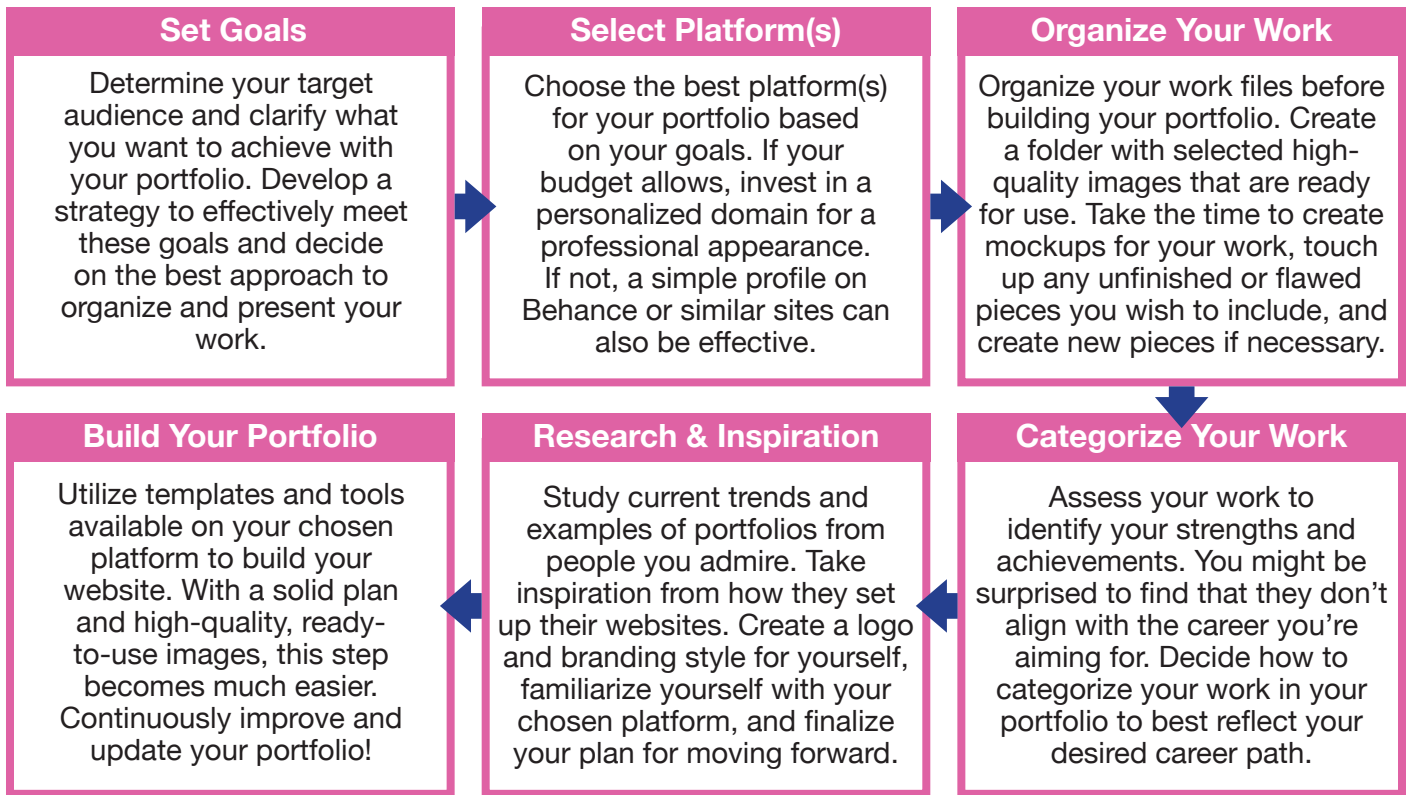 Set Goals
Determine your target
audience and clarify what
you want to achieve with
your portfolio. Develop a
strategy to effectively meet
these goals and decide
on the best approach to
organize and present your
work.
Select Platform(s)
Choose the best platform(s)
for your portfolio based
on your goals. If your
budget allows, invest in a
personalized domain for a
professional appearance.
If not, a simple profile on
Behance or similar sites can
also be effective.
Organize Your Work
Organize your work files before
building your portfolio. Create
a folder with selected high-
quality images that are ready
for use. Take the time to create
mockups for your work, touch
up any unfinished or flawed
pieces you wish to include, and
create new pieces if necessary.
Categorize Your Work
Assess your work to
identify your strengths and
achievements. You might be
surprised to find that they don’t
align with the career you’re
aiming for. Decide how to
categorize your work in your
portfolio to best reflect your
desired career path.
Research & Inspiration
Study current trends and
examples of portfolios from
people you admire. Take
inspiration from how they set
up their websites. Create a logo
and branding style for yourself,
familiarize yourself with your
chosen platform, and finalize
your plan for moving forward.
Build Your Portfolio
Utilize templates and tools
available on your chosen
platform to build your
website. With a solid plan
and high-quality, ready-
to-use images, this step
becomes much easier.
Continuously improve and
update your portfolio!